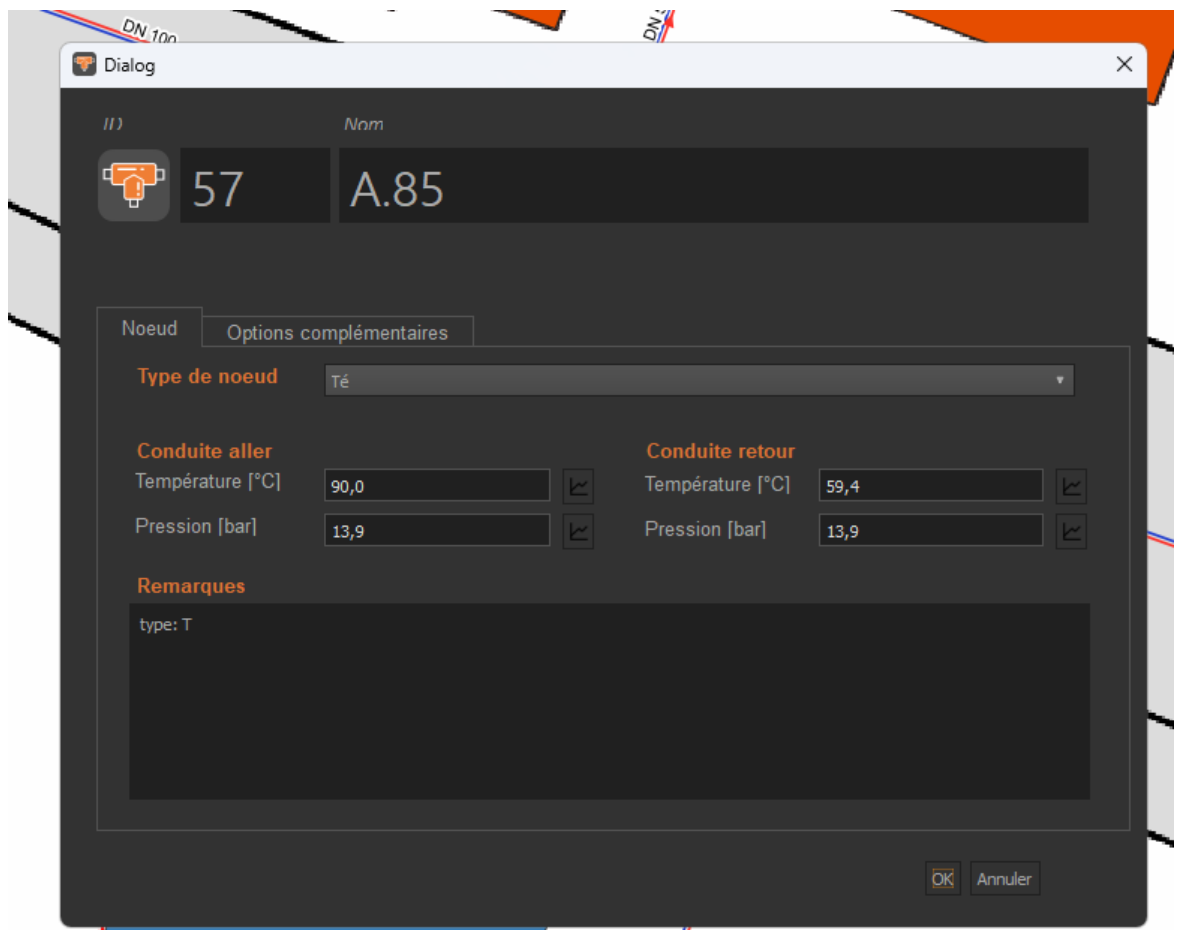 DN 100
DN
Dialog
ID Nom
57 A.85
Noeud Options complémentaires
Type de noeud Té
Conduite aller Conduite retour
Température [°C] 90,0 Température [°C] 59,4
Pression [bar] 13,9 Pression [bar] 13,9
Remarques
type: T
OK Annuler